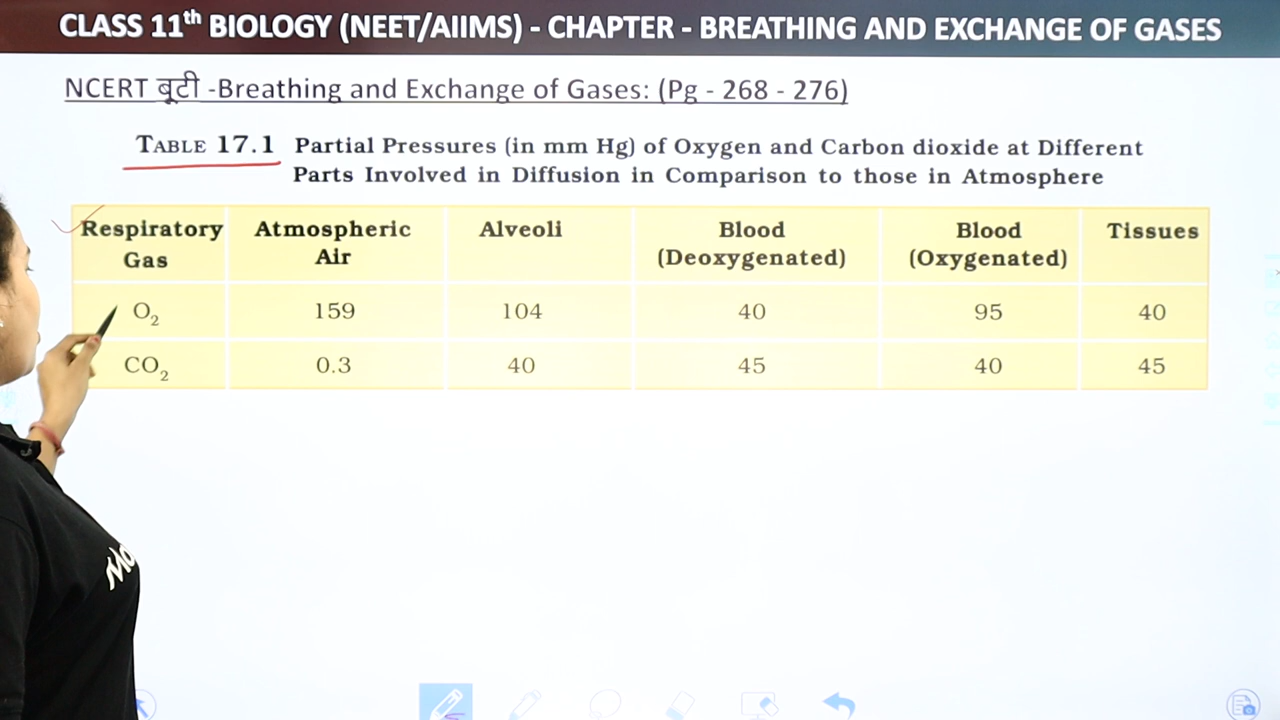 CLASS 11th BIOLOGY (NEET/AIIMS) - CHAPTER - BREATHING AND EXCHANGE OF GASES
NCERT बूटी -Breathing and Exchange of Gases: (Pg - 268 - 276)
TABLE 17.1 Partial Pressures (in mm Hg) of Oxygen and Carbon dioxide at Different
Parts Involved in Diffusion in Comparison to those in Atmosphere
Respiratory Gas Atmospheric Air Alveoli Blood (Deoxygenated) Blood (Oxygenated) Tissues
O₂ 159 104 40 95 40
CO₂ 0.3 40 45 40 45